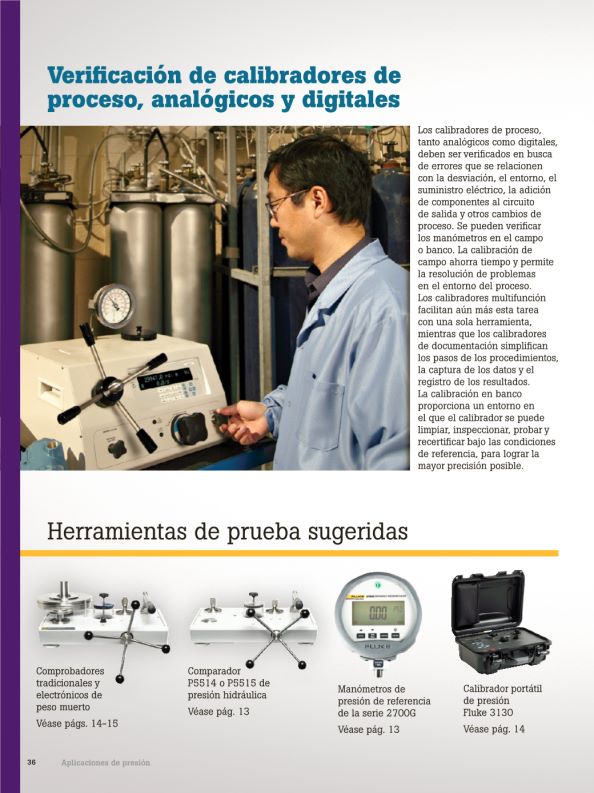 Verificación de calibradores de
proceso, analógicos y digitales
Los calibradores de proceso,
tanto analógicos como digitales,
deben ser verificados en busca
de errores que se relacionen
con la desviación, el entorno, el
suministro eléctrico, la adición
de componentes al circuito
de salida y otros cambios de
proceso. Se pueden verificar
los manómetros en el campo
o banco. La calibración de
campo ahorra tiempo y permite
la resolución de problemas
en el entorno del proceso.
Los calibradores multifunción
facilitan aún más esta tarea
con una sola herramienta,
mientras que los calibradores
de documentación simplifican
los pasos de los procedimientos,
la captura de los datos y el
registro de los resultados.
La calibración en banco
proporciona un entorno en
el que el calibrador se puede
limpiar, inspeccionar, probar y
recertificar bajo las condiciones
de referencia, para lograr la
mayor precisión posible.
Herramientas de prueba sugeridas
FLUKE
0.00
FLUKE
Comprobadores
tradicionales y
electrónicos de
peso muerto
Véase págs. 14–15
Comparador
P5514 o P5515 de
presión hidráulica
Véase pág. 13
Manómetros de
presión de referencia
de la serie 2700G
Véase pág. 13
Calibrador portátil
de presión
Fluke 3130
Véase pág. 14
36 Aplicaciones de presión